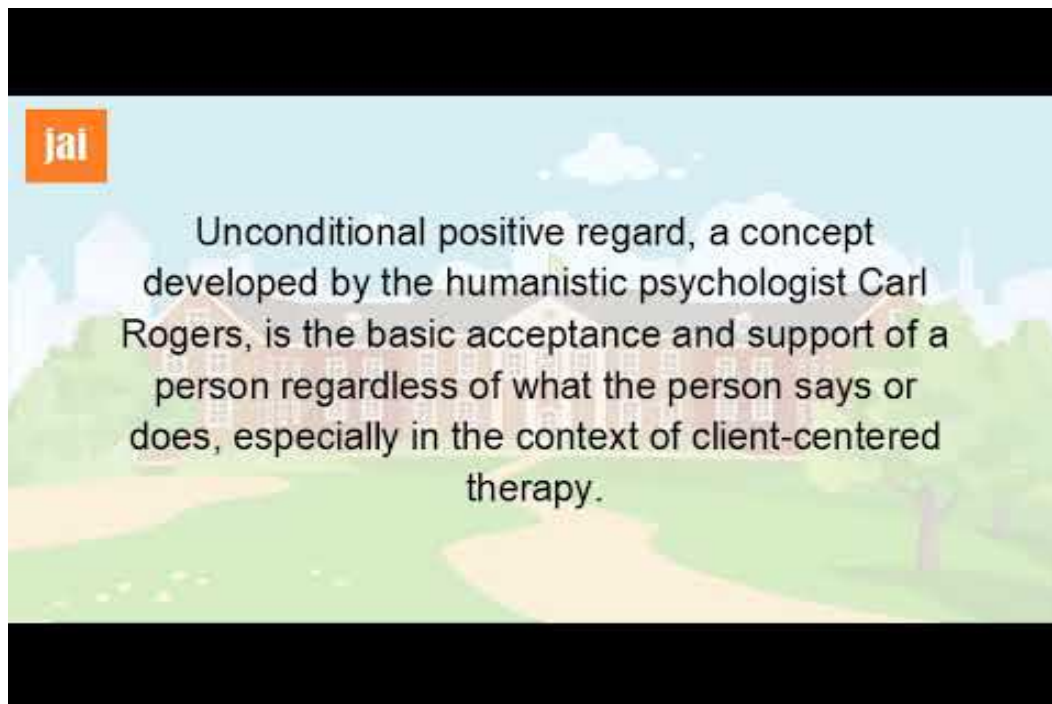 jai
Unconditional positive regard, a concept
developed by the humanistic psychologist Carl
Rogers, is the basic acceptance and support of a
person regardless of what the person says or
does, especially in the context of client-centered
therapy.